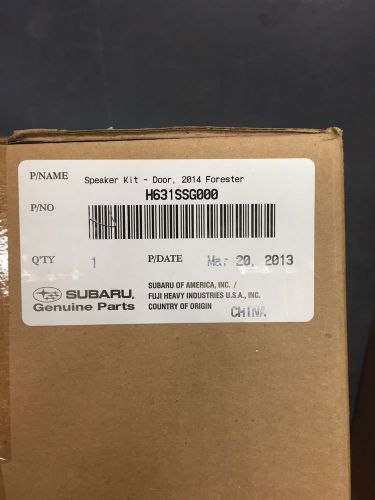 P/NAME Speaker Kit - Door, 2014 Forester
P/NO H631SSG000
Q'TY 1 P/DATE Mar 20, 2013
SUBARU. SUBARU OF AMERICA, INC. /
Genuine Parts FUJI HEAVY INDUSTRIES U.S.A., INC.
COUNTRY OF ORIGIN CHINA